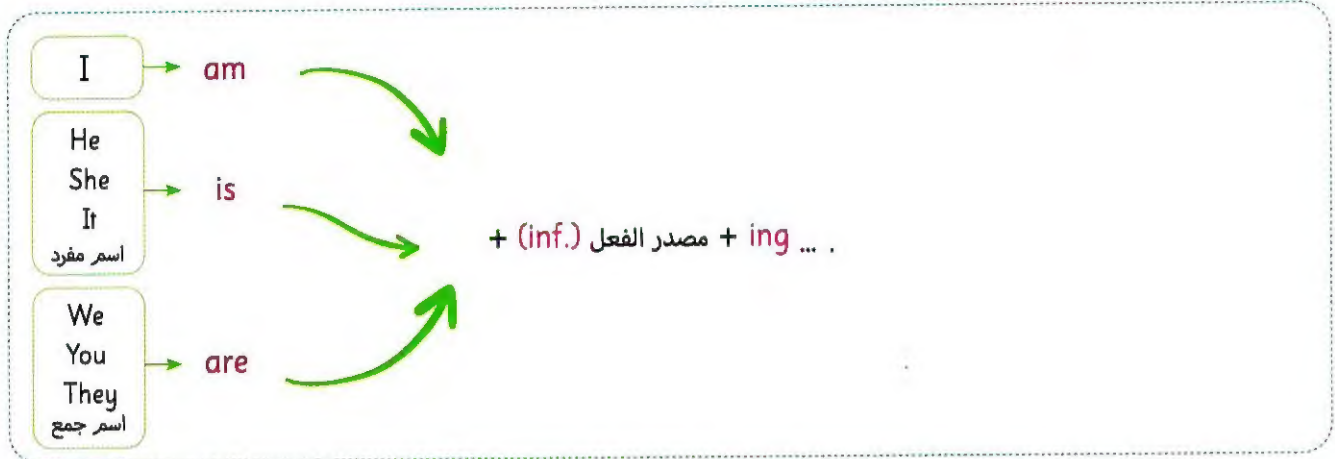 I am
He
She
It
اسم مفرد
is
We
You
They
اسم جمع
are
+ (inf.) مصدر الفعل + ing ... .